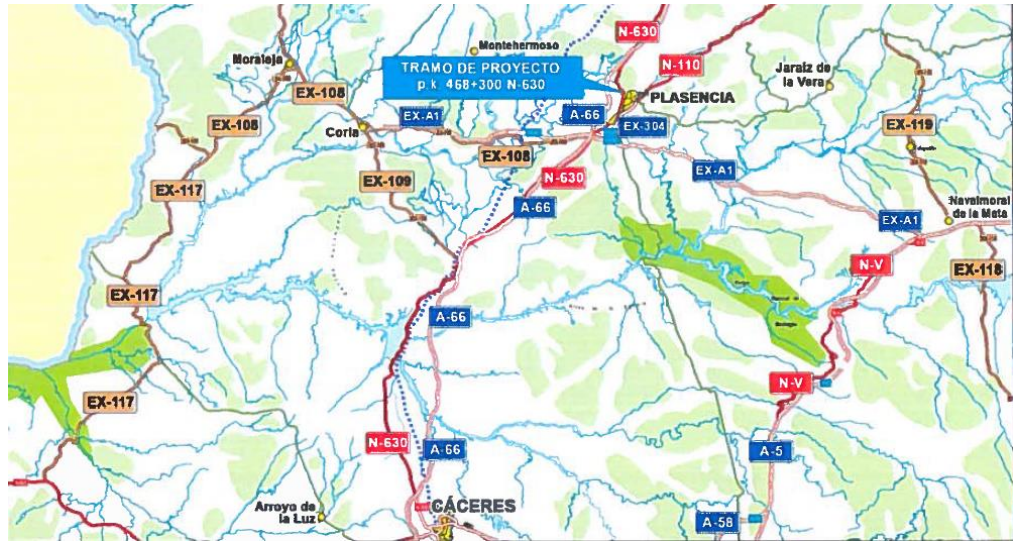 N-630
Montehermoso
Moraleja
TRAMO DE PROYECTO
p.k. 468+300 N-630
N-110
Jaraiz de
la Vera
PLASENCIA
EX-108
EX-A1
A-66
EX-304
EX-119
EX-108
Coria
EX-108
N-630
EX-A1
EX-117
EX-109
A-66
Navalmoral
de la Mata
EX-A1
N-V
EX-118
EX-117
A-66
N-V
EX-117
N-630
A-66
A-5
Arroyo de
la Luz
CÁCERES
A-58